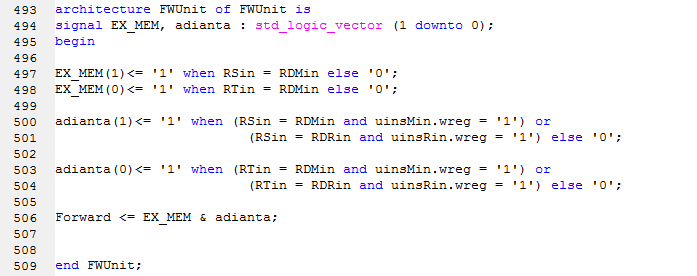 493 architecture FWUnit of FWUnit is
494 signal EX_MEM, adianta : std_logic_vector (1 downto 0);
495 begin
496
497 EX_MEM(1)<= '1' when RSin = RDMin else '0';
498 EX_MEM(0)<= '1' when RTin = RDMin else '0';
499
500 adianta(1)<= '1' when (RSin = RDMin and uinsMin.wreg = '1') or
501 (RSin = RDRin and uinsRin.wreg = '1') else '0';
502
503 adianta(0)<= '1' when (RTin = RDMin and uinsMin.wreg = '1') or
504 (RTin = RDRin and uinsRin.wreg = '1') else '0';
505
506 Forward <= EX_MEM & adianta;
507
508
509 end FWUnit;